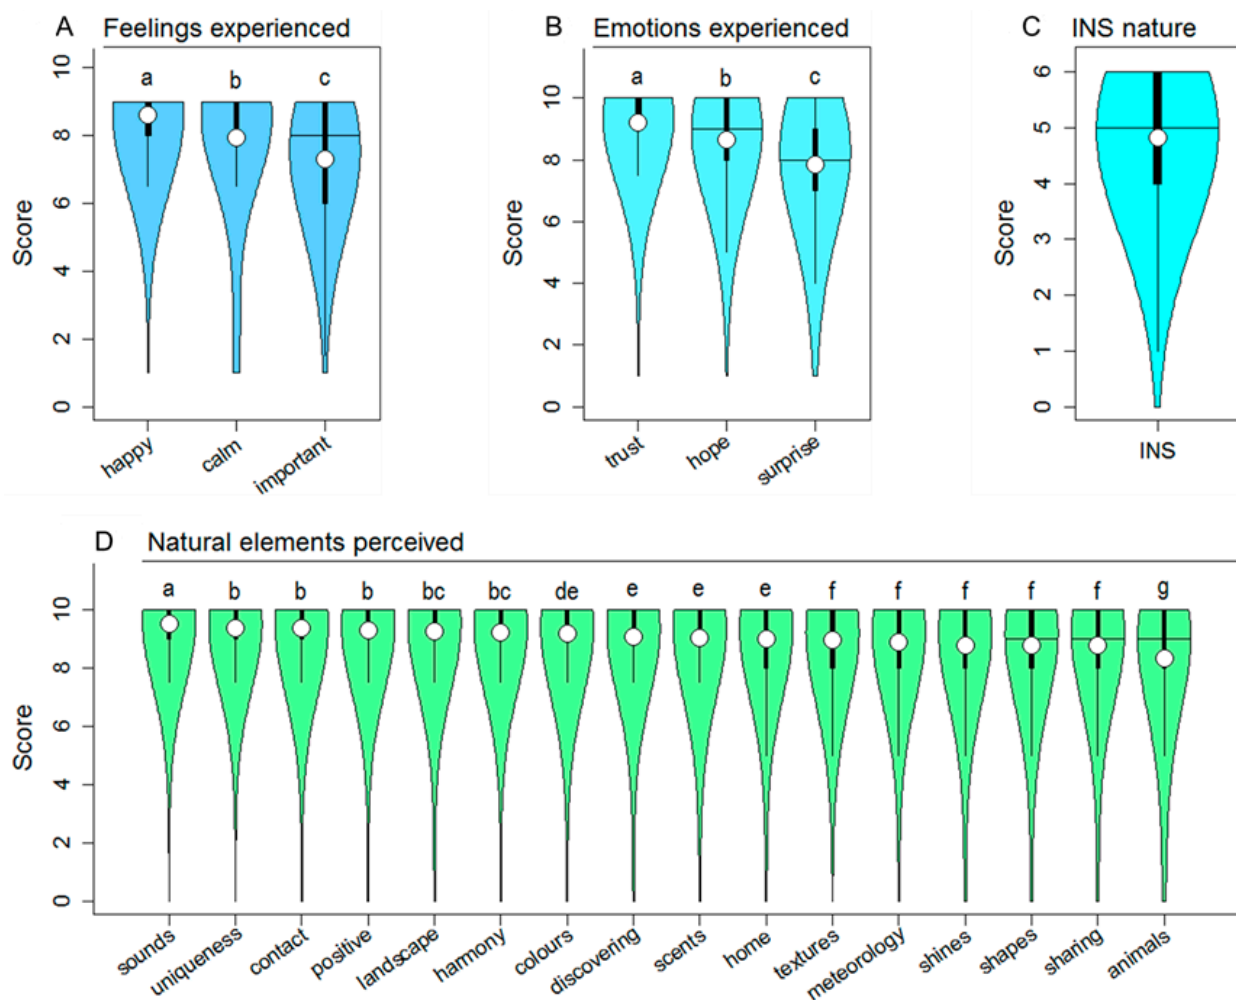 A Feelings experienced
a b c
Score
10
8
6
4
2
0
happy calm important
B Emotions experienced
a b c
Score
10
8
6
4
2
0
trust hope surprise
C INS nature
Score
6
5
4
3
2
1
0
INS
D Natural elements perceived
a b b b bc bc de e e e f f f f f g
Score
10
8
6
4
2
0
sounds uniqueness contact positive landscape harmony colours discovering scents home textures meteorology shines shapes sharing animals